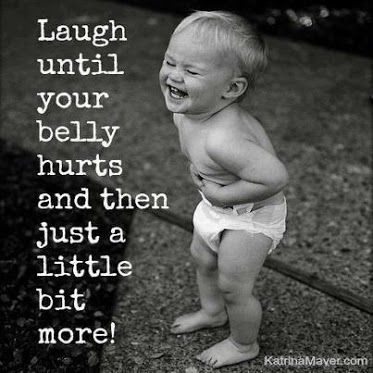 Laugh
until
your
belly
hurts
and then
just a
little
bit
more!
KatrinaMayer.com